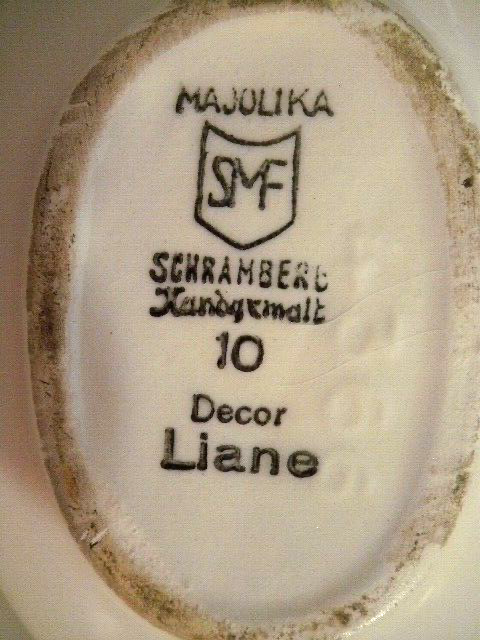 MAJOLIKA
SMF
SCHRAMBERG
Handgemalt
10
Decor
Liane